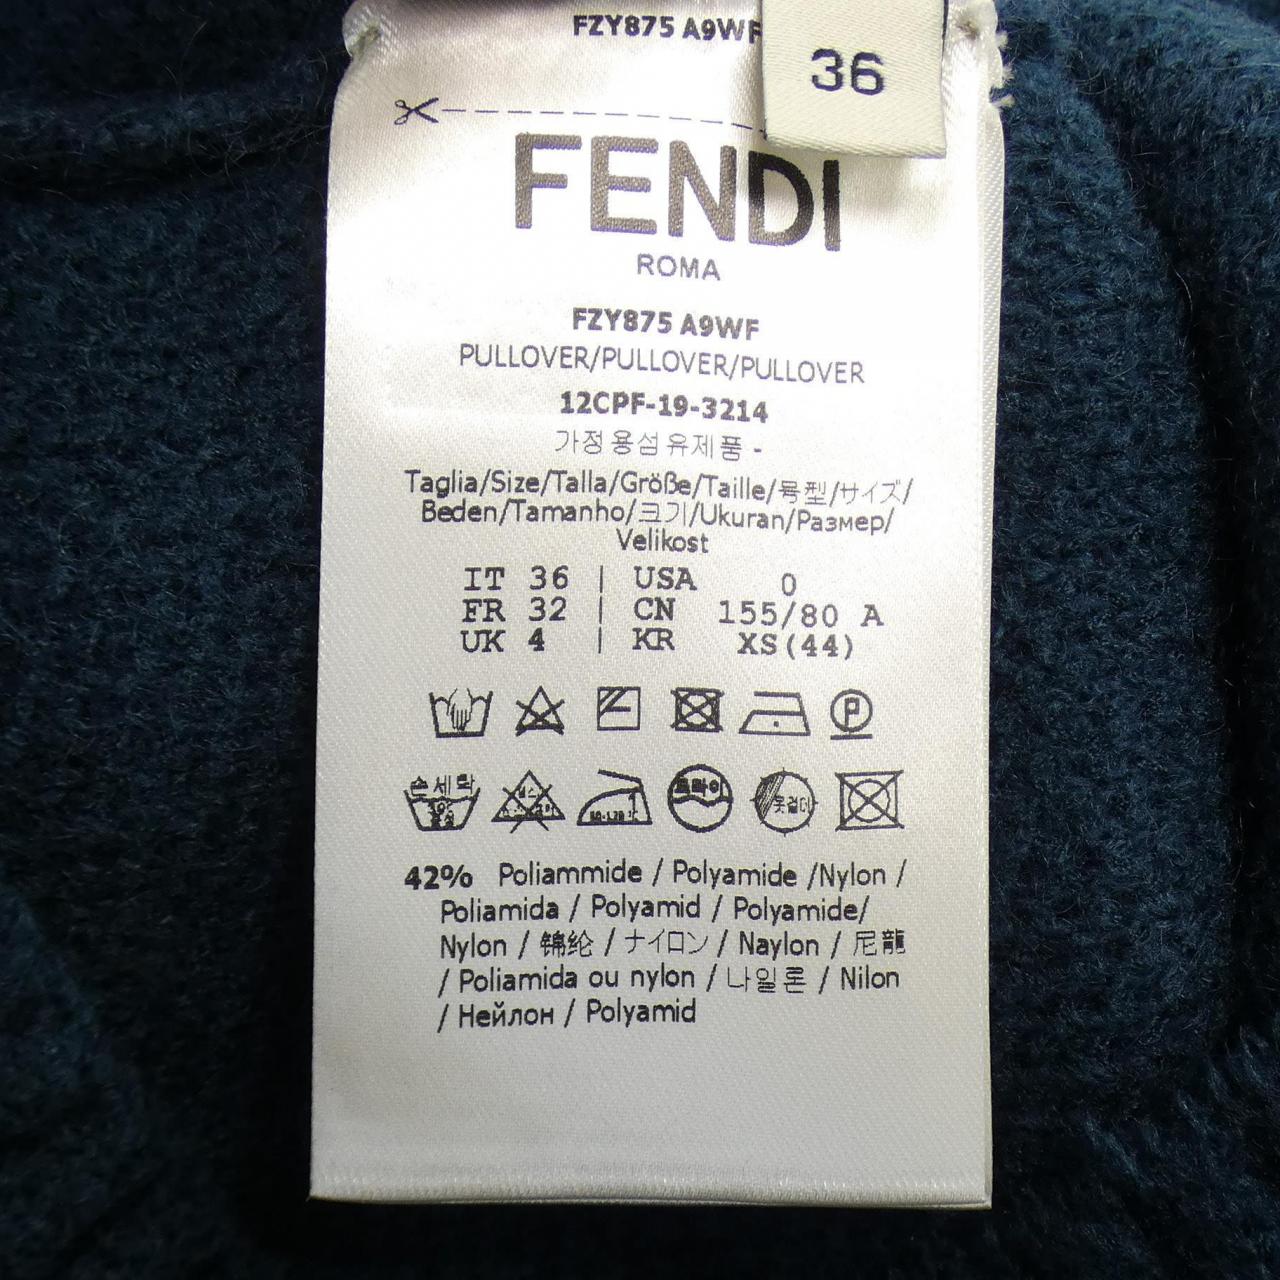 FZY875 A9WF
36
FENDI
ROMA
FZY875 A9WF
PULLOVER/PULLOVER/PULLOVER
12CPF-19-3214
가정용섬유제품 -
Taglia/Size/Talla/Größe/Taille/号型/サイズ/
Beden/Tamanho/크기/Ukuran/Размер/
Velikost
IT 36 | USA 0
FR 32 | CN 155/80 A
UK 4 | KR XS(44)
P
손세탁
드라이
옷걸이
42% Poliammide / Polyamide /Nylon /
Poliamida / Polyamid / Polyamide/
Nylon / 锦纶 / ナイロン / Naylon / 尼龍
/ Poliamida ou nylon / 나일론 / Nilon
/ Нейлон / Polyamid